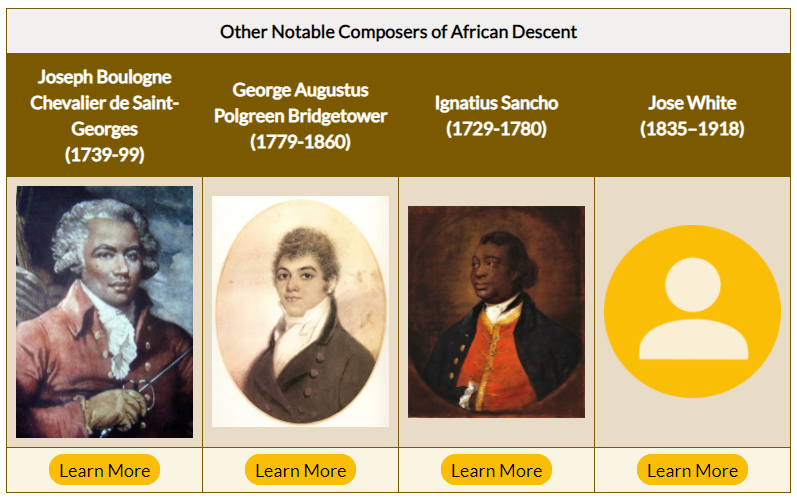 Other Notable Composers of African Descent
Joseph Boulogne
Chevalier de Saint-
Georges
(1739-99)
George Augustus
Polgreen Bridgetower
(1779-1860)
Ignatius Sancho
(1729-1780)
Jose White
(1835–1918)
Learn More
Learn More
Learn More
Learn More